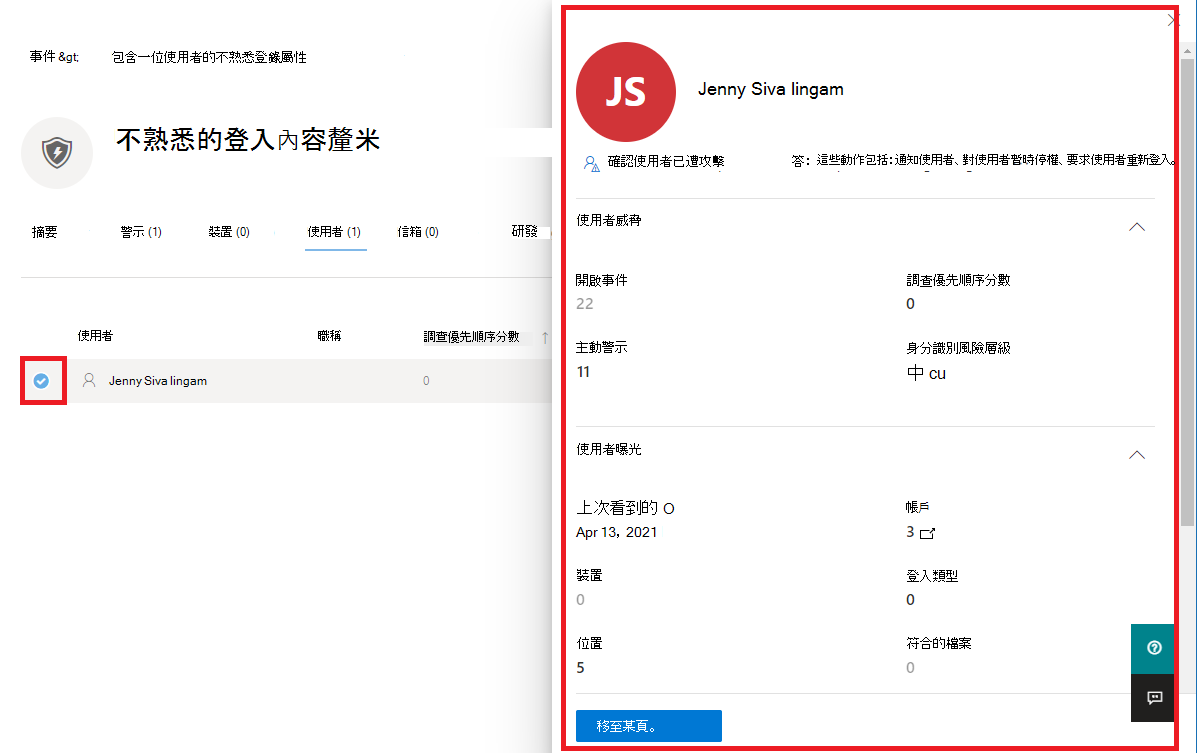 事件 &gt; 包含一位使用者的不熟悉登錄屬性
不熟悉的登入內容釐米
摘要 警示 (1) 裝置 (0) 使用者 (1) 信箱 (0) 研發
使用者 職稱 調查優先順序分數 ↑
Jenny Siva lingam 0
JS
Jenny Siva lingam
確認使用者已遭攻擊 答：這些動作包括：通知使用者、對使用者暫時停權、要求使用者重新登入。
使用者威脅
開啟事件 調查優先順序分數
22 0
主動警示 身分識別風險層級
11 中 cu
使用者曝光
上次看到的 O 帳戶
Apr 13, 2021 3
裝置 登入類型
0 0
位置 符合的檔案
5 0
移至某頁。